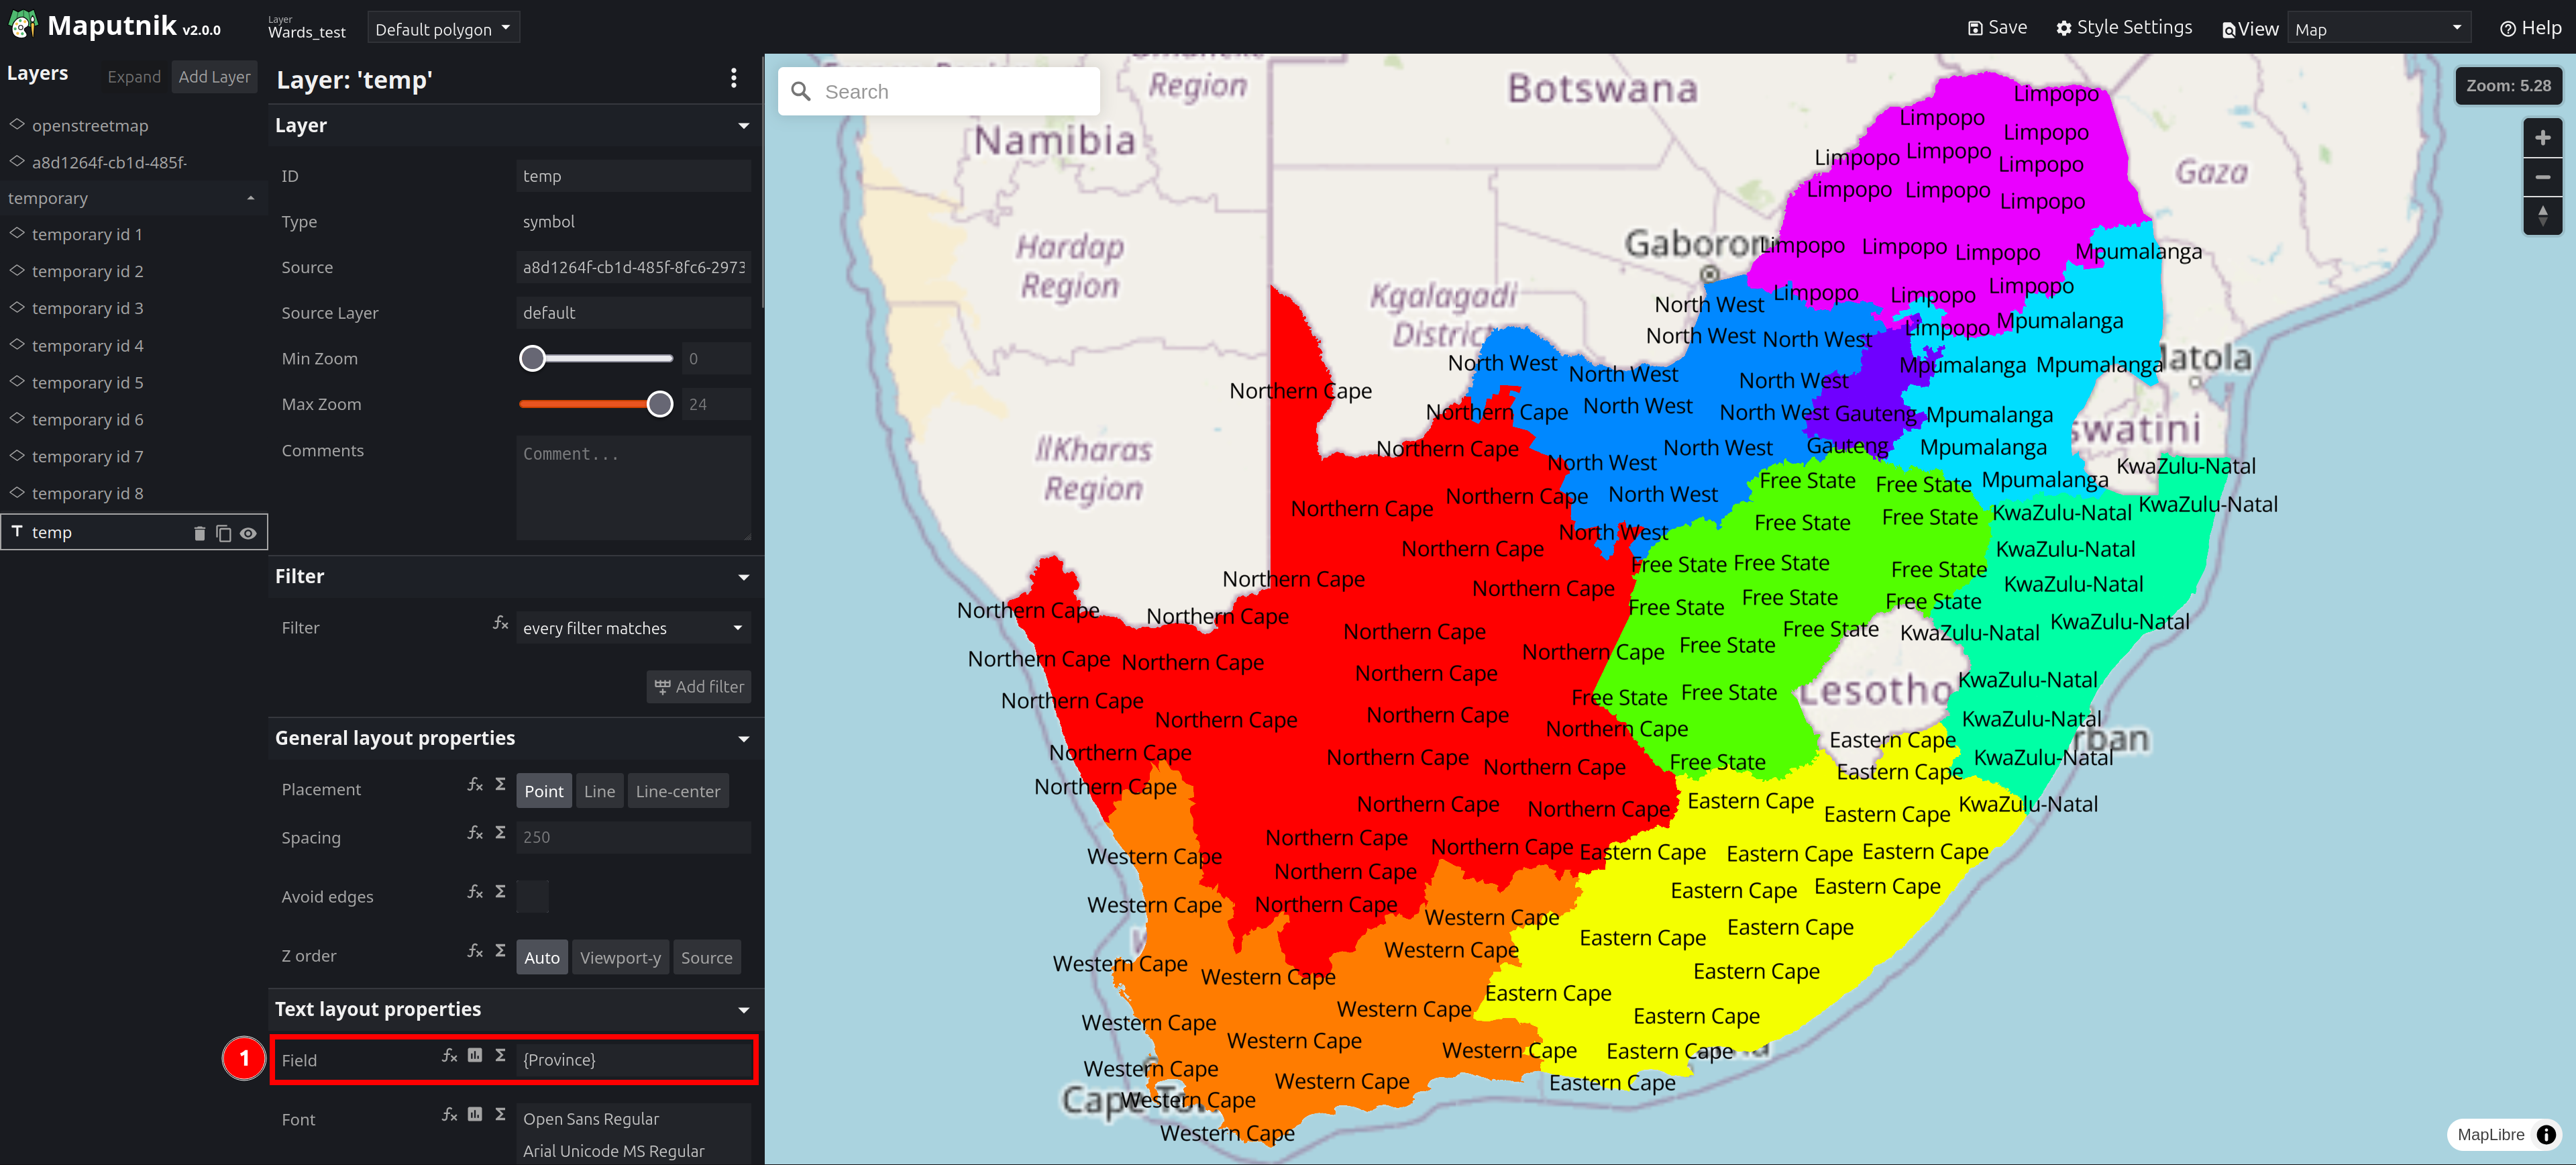 Maputnik v2.0.0
Layer
Wards_test
Default polygon
Save
Style Settings
View
Map
Help
Layers
Expand
Add Layer
openstreetmap
a8d1264f-cb1d-485f-
temporary
temporary id 1
temporary id 2
temporary id 3
temporary id 4
temporary id 5
temporary id 6
temporary id 7
temporary id 8
temp
Layer: 'temp'
Layer
ID
temp
Type
symbol
Source
a8d1264f-cb1d-485f-8fc6-2973
Source Layer
default
Min Zoom
0
Max Zoom
24
Comments
Comment...
Filter
Filter
every filter matches
Add filter
General layout properties
Placement
Point
Line
Line-center
Spacing
250
Avoid edges
Z order
Auto
Viewport-y
Source
Text layout properties
1
Field
{Province}
Font
Open Sans Regular
Arial Unicode MS Regular
Search
Zoom: 5.28
Region
Botswana
Namibia
Gaza
Hardap
Region
Gaboron
Kgalagadi
District
IlKharas
Region
Lesotho
Limpopo
Limpopo
Limpopo
Limpopo
Limpopo
Limpopo
Limpopo
Limpopo
Limpopo
Limpopo
Limpopo
Limpopo
Mpumalanga
Limpopo
Limpopo
Limpopo
North West
Limpopo
Mpumalanga
North West
North West
North West
Mpumalanga
Mpumalanga
North West
North West
Northern Cape
Northern Cape
North West
North West
Gauteng
Mpumalanga
Northern Cape
North West
Gauteng
Mpumalanga
North West
KwaZulu-Natal
Northern Cape
Northern Cape
North West
Free State
Free State
Mpumalanga
KwaZulu-Natal
North West
Free State
Free State
KwaZulu-Natal
Northern Cape
KwaZulu-Natal
Northern Cape
Northern Cape
Free State
Free State
Free State
KwaZulu-Natal
Northern Cape
Northern Cape
Free State
Free State
Free State
KwaZulu-Natal
Northern Cape
Free State
KwaZulu-Natal
Northern Cape
Northern Cape
Northern Cape
Free State
Northern Cape
KwaZulu-Natal
Northern Cape
Northern Cape
Northern Cape
Free State
Free State
KwaZulu-Natal
Northern Cape
Eastern Cape
Northern Cape
Northern Cape
Northern Cape
Free State
Eastern Cape
KwaZulu-Natal
Northern Cape
Northern Cape
Northern Cape
Eastern Cape
Eastern Cape
KwaZulu-Natal
Northern Cape
Western Cape
Northern Cape
Eastern Cape
Eastern Cape
Eastern Cape
Northern Cape
Eastern Cape
Eastern Cape
Western Cape
Northern Cape
Western Cape
Eastern Cape
Eastern Cape
Western Cape
Western Cape
Western Cape
Eastern Cape
Eastern Cape
Western Cape
Western Cape
Eastern Cape
Western Cape
Western Cape
Eastern Cape
Western Cape
Western Cape
Eastern Cape
Western Cape
Western Cape
Western Cape
MapLibre